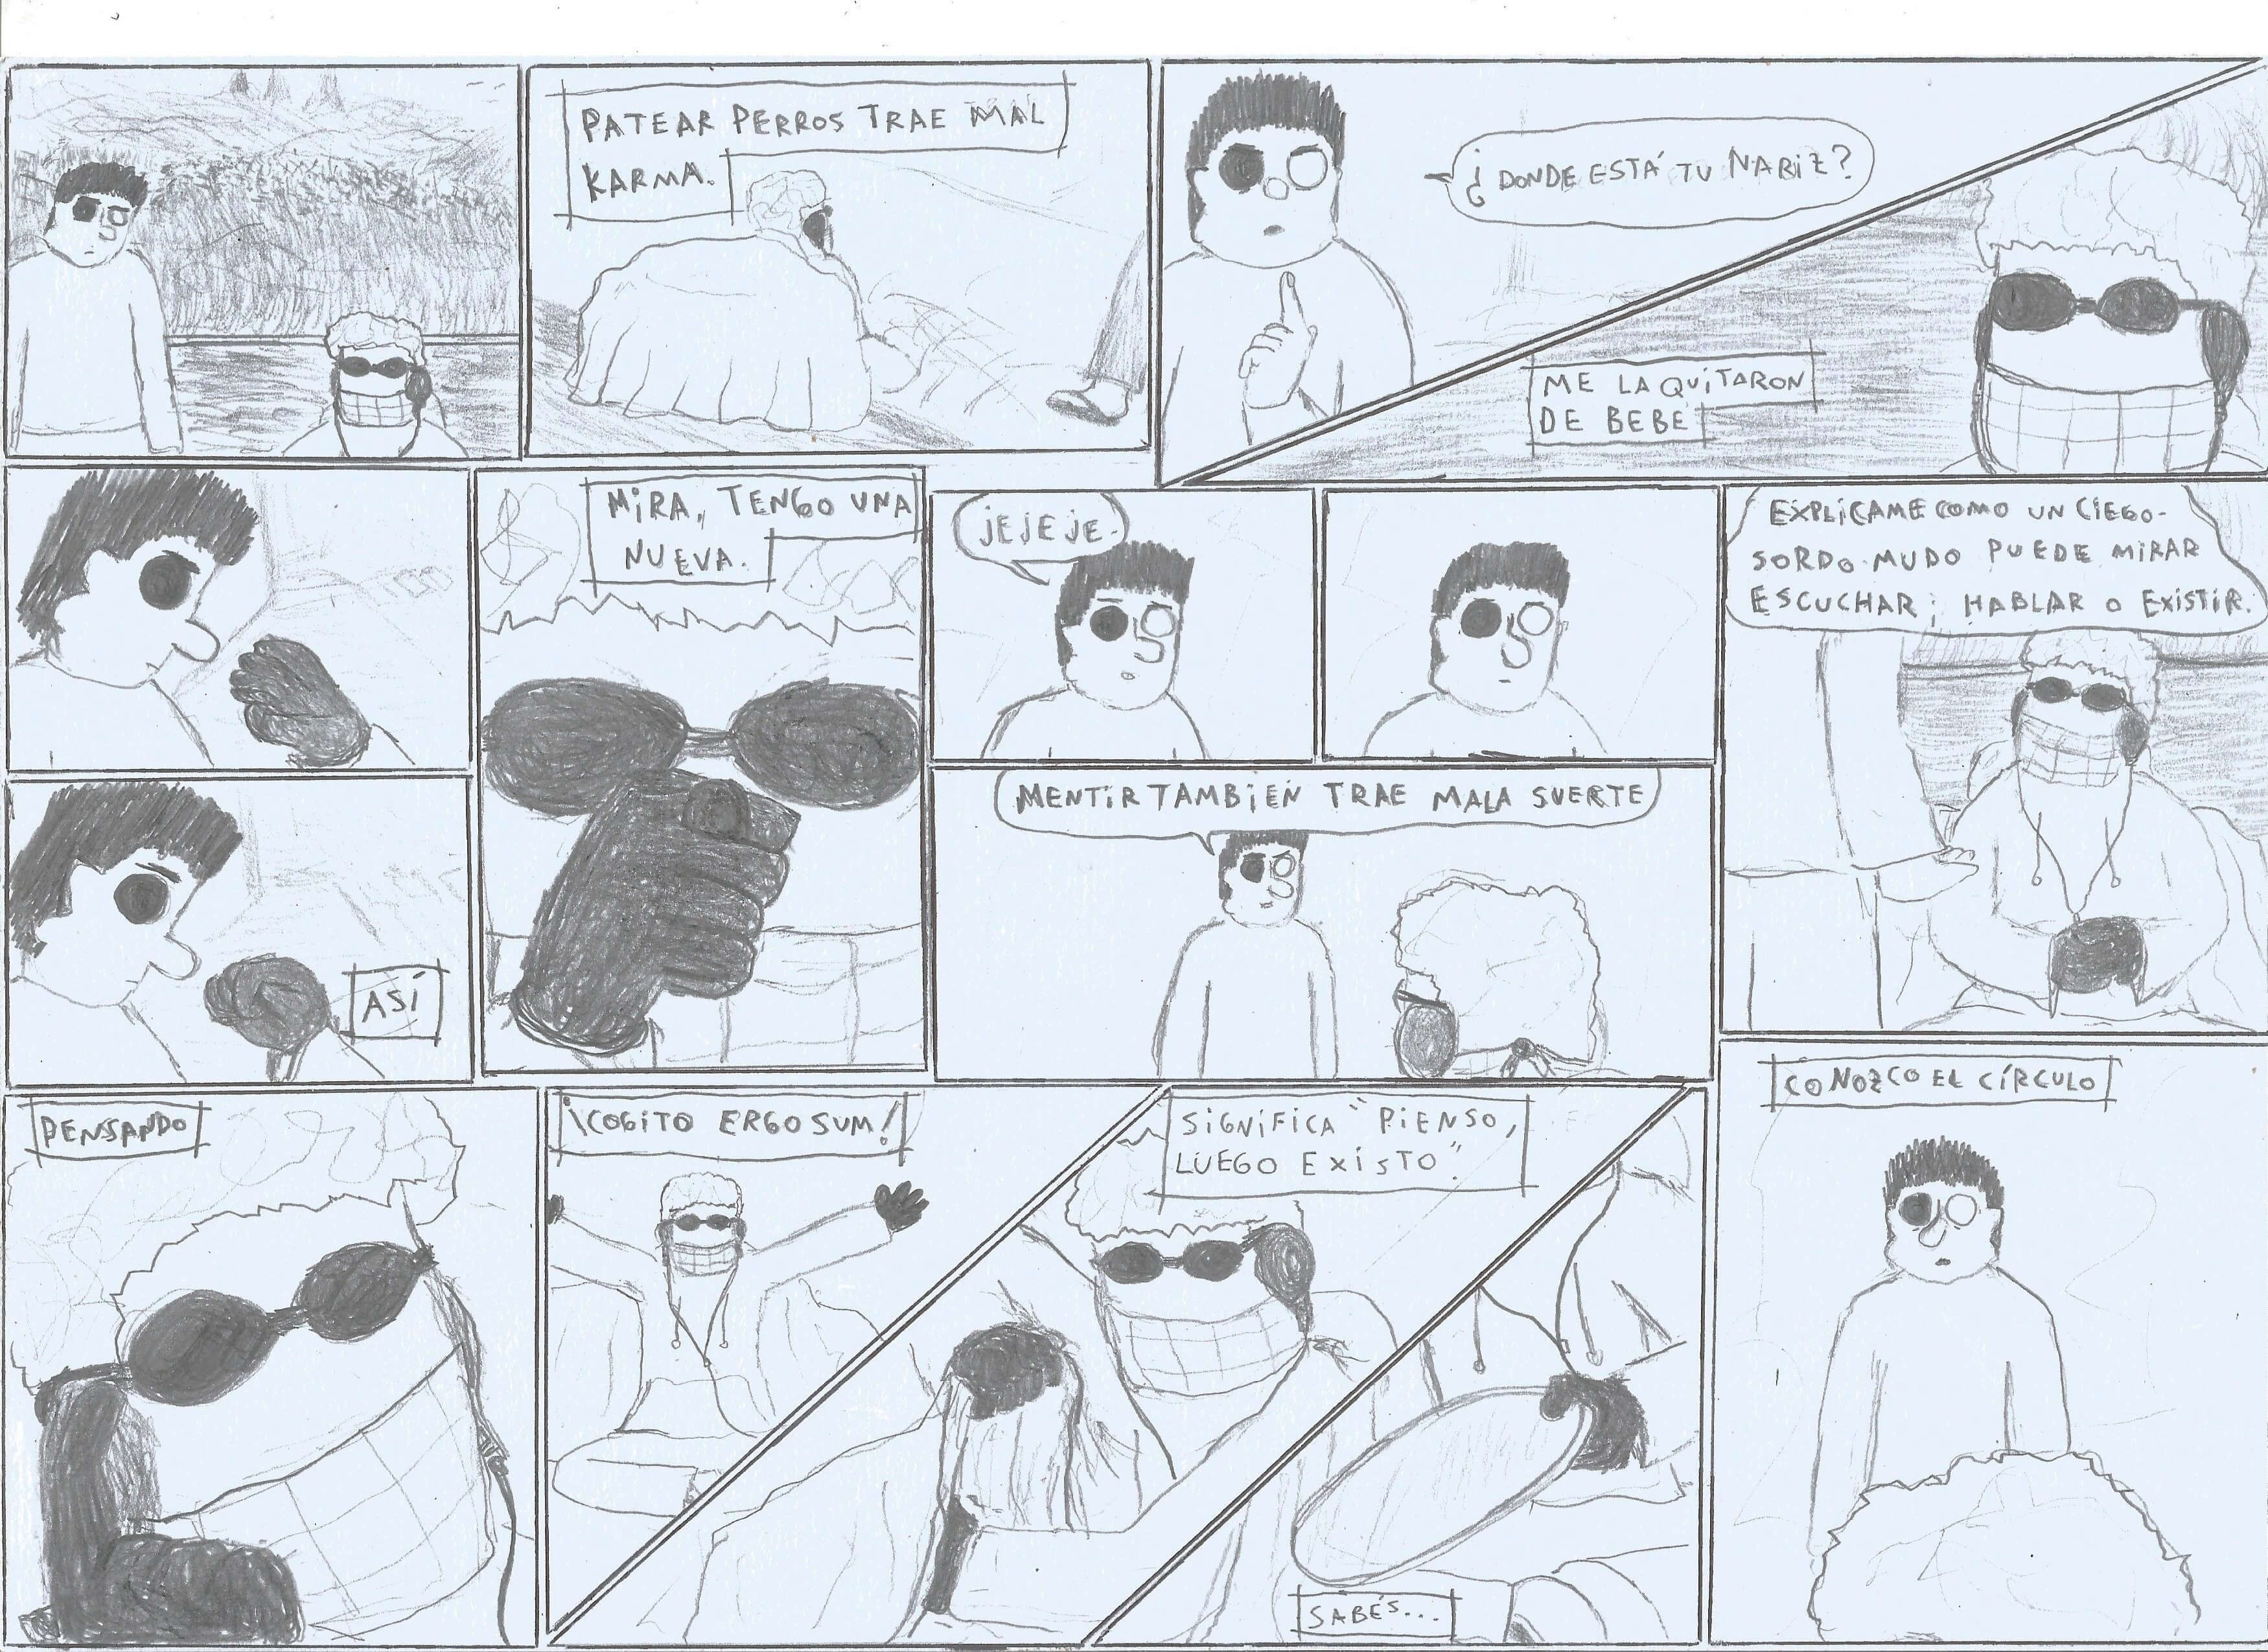 PATEAR PERROS TRAE MAL
KARMA.
¿DONDE ESTÁ TU NARIZ?
ME LA QUITARON
DE BEBE
ASÍ
MIRA, TENGO UNA
NUEVA.
JEJEJE.
MENTIR TAMBIÉN TRAE MALA SUERTE
EXPLICAME COMO UN CIEGO-
SORDO-MUDO PUEDE MIRAR
ESCUCHAR; HABLAR O EXISTIR.
PENSANDO
¡COGITO ERGO SUM!
SIGNIFICA "PIENSO,
LUEGO EXISTO".
SABÉS...
CONOZCO EL CÍRCULO